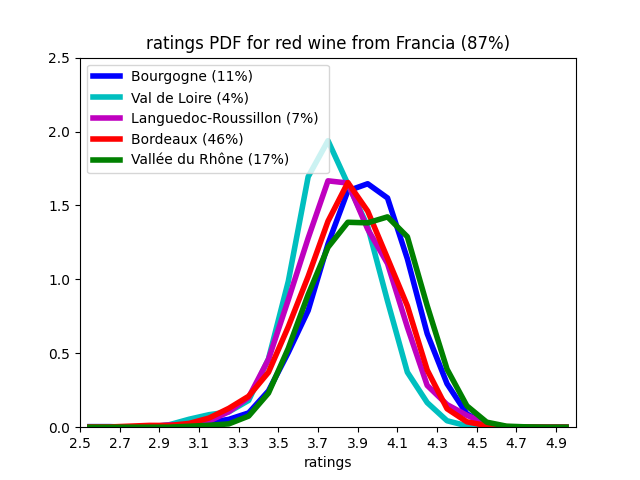 ratings PDF for red wine from Francia (87%)
Bourgogne (11%)
Val de Loire (4%)
Languedoc-Roussillon (7%)
Bordeaux (46%)
Vallée du Rhône (17%)
2.5
2.0
1.5
1.0
0.5
0.0
2.5 2.7 2.9 3.1 3.3 3.5 3.7 3.9 4.1 4.3 4.5 4.7 4.9
ratings